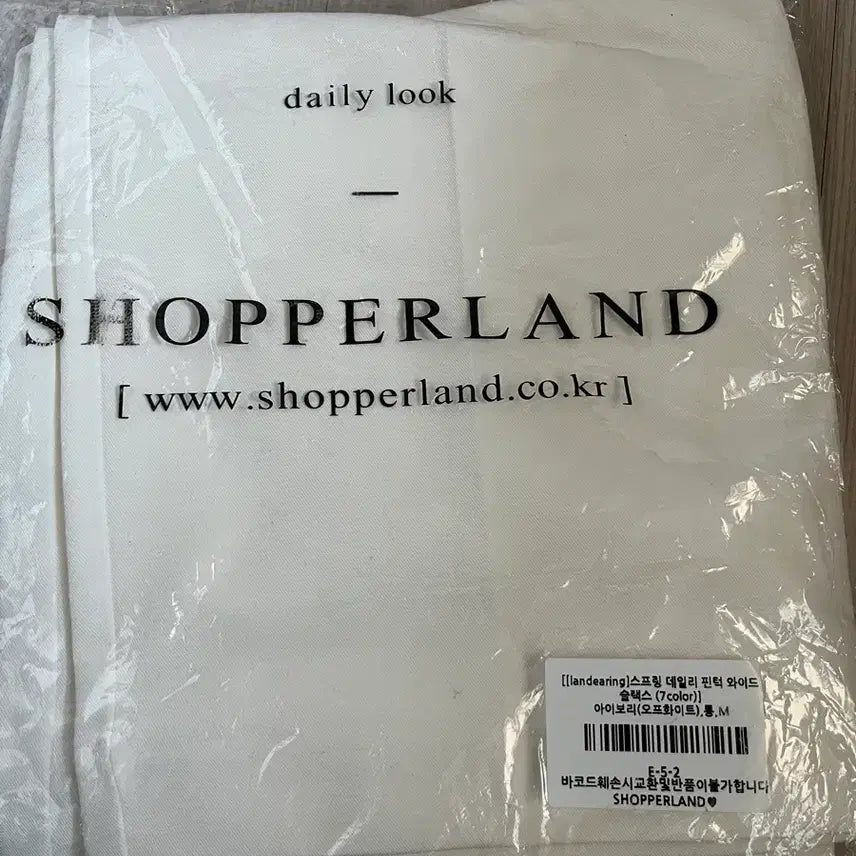 daily look
—
SHOPPERLAND
[ www.shopperland.co.kr ]
[[landearing]스프링 데일리 핀턱 와이드
슬랙스 (7color)]
아이보리(오프화이트),롱,M
E-5-2
바코드훼손시교환및반품이불가합니다
SHOPPERLAND♥